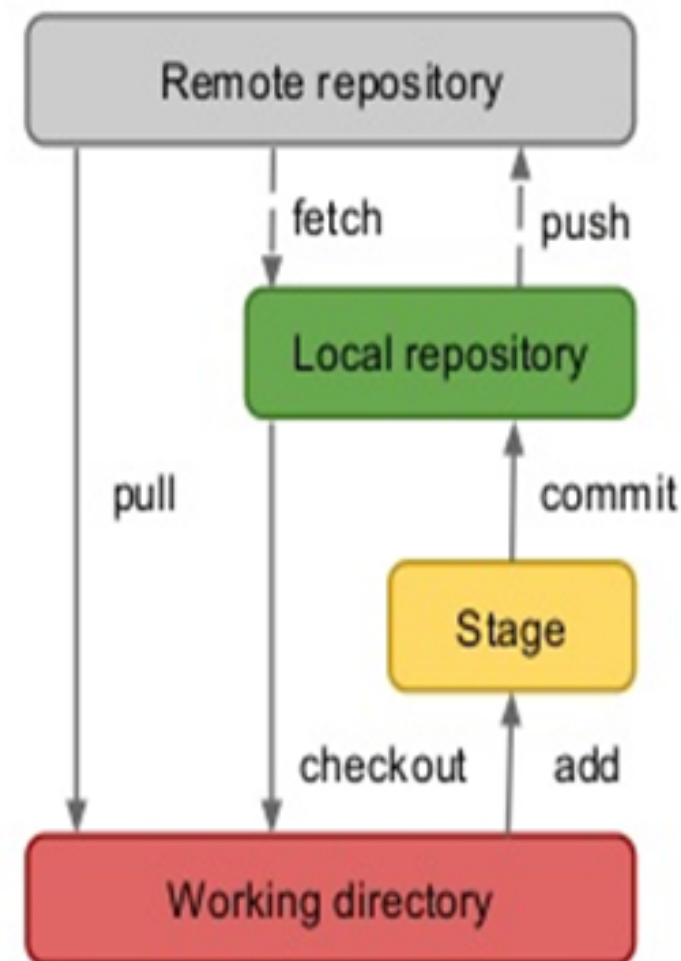 Remote repository
fetch
push
Local repository
pull
commit
Stage
checkout
add
Working directory